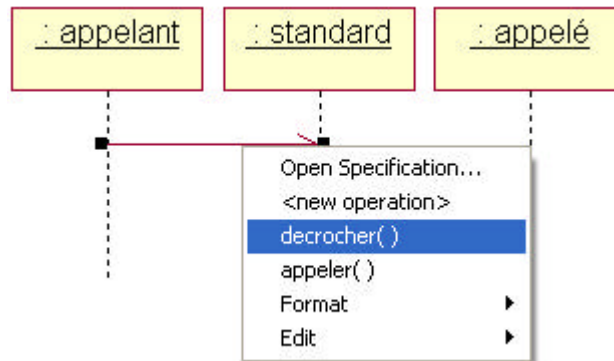 : appelant
: standard
: appelé
Open Specification...
<new operation>
decrocher( )
appeler( )
Format
Edit